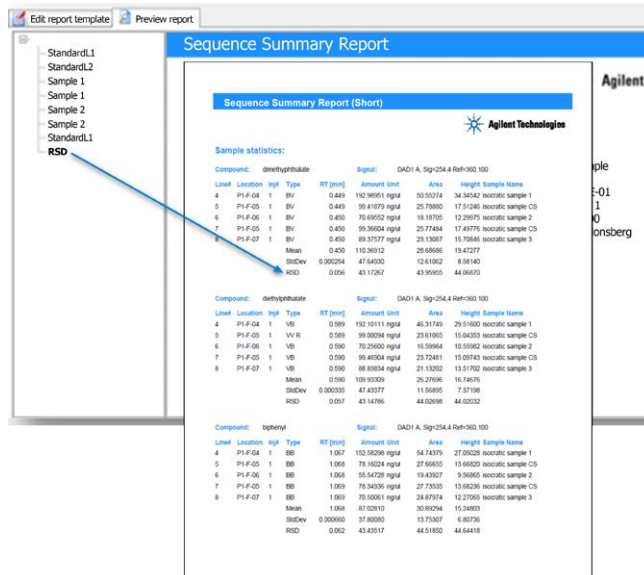 Edit report template Preview report
StandardL1
StandardL2
Sample 1
Sample 1
Sample 2
Sample 2
StandardL1
RSD
Sequence Summary Report
Agilent
ple
E-01
1
00
onsberg
Sequence Summary Report (Short)
Agilent Technologies
Sample statistics:
Compound: dimethyphthalate Signal: DAD1 A, Sig=254,4 Ref=360,100
Line# Location Inj# Type RT [min] Amount Unit Area Height Sample Name
4 P1-F-04 1 BV 0.449 192.98951 ng/ul 50.55274 34.34542 isocratic sample 1
5 P1-F-05 1 BV 0.449 99.41879 ng/ul 25.78880 17.51246 isocratic sample CS
6 P1-F-06 1 BV 0.450 70.69552 ng/ul 18.18705 12.29975 isocratic sample 2
7 P1-F-05 1 BV 0.450 99.36604 ng/ul 25.77484 17.49776 isocratic sample CS
8 P1-F-07 1 BV 0.450 89.37577 ng/ul 23.13087 15.70846 isocratic sample 3
Mean 0.450 110.36912 28.68686 19.47277
StdDev 0.000254 47.64930 12.61062 8.58140
RSD 0.056 43.17267 43.95955 44.06870
Compound: diethylphthalate Signal: DAD1 A, Sig=254,4 Ref=360,100
Line# Location Inj# Type RT [min] Amount Unit Area Height Sample Name
4 P1-F-04 1 VB 0.589 192.10111 ng/ul 46.31749 29.51600 isocratic sample 1
5 P1-F-05 1 VV R 0.589 99.00094 ng/ul 23.61065 15.04353 isocratic sample CS
6 P1-F-06 1 VB 0.590 70.25600 ng/ul 16.59984 10.55982 isocratic sample 2
7 P1-F-05 1 VB 0.590 99.46904 ng/ul 23.72481 15.09743 isocratic sample CS
8 P1-F-07 1 VB 0.590 88.83834 ng/ul 21.13202 13.51702 isocratic sample 3
Mean 0.590 109.93309 26.27696 16.74676
StdDev 0.000335 47.43377 11.56895 7.37198
RSD 0.057 43.14786 44.02698 44.02032
Compound: biphenyl Signal: DAD1 A, Sig=254,4 Ref=360,100
Line# Location Inj# Type RT [min] Amount Unit Area Height Sample Name
4 P1-F-04 1 BB 1.067 152.58298 ng/ul 54.74379 27.05028 isocratic sample 1
5 P1-F-05 1 BB 1.068 78.16024 ng/ul 27.66655 13.66820 isocratic sample CS
6 P1-F-06 1 BB 1.068 55.54728 ng/ul 19.43927 9.56865 isocratic sample 2
7 P1-F-05 1 BB 1.069 78.34936 ng/ul 27.73535 13.68236 isocratic sample CS
8 P1-F-07 1 BB 1.069 70.50061 ng/ul 24.87974 12.27065 isocratic sample 3
Mean 1.068 87.02810 30.89294 15.24803
StdDev 0.000660 37.80080 13.75307 6.80736
RSD 0.062 43.43517 44.51850 44.64418